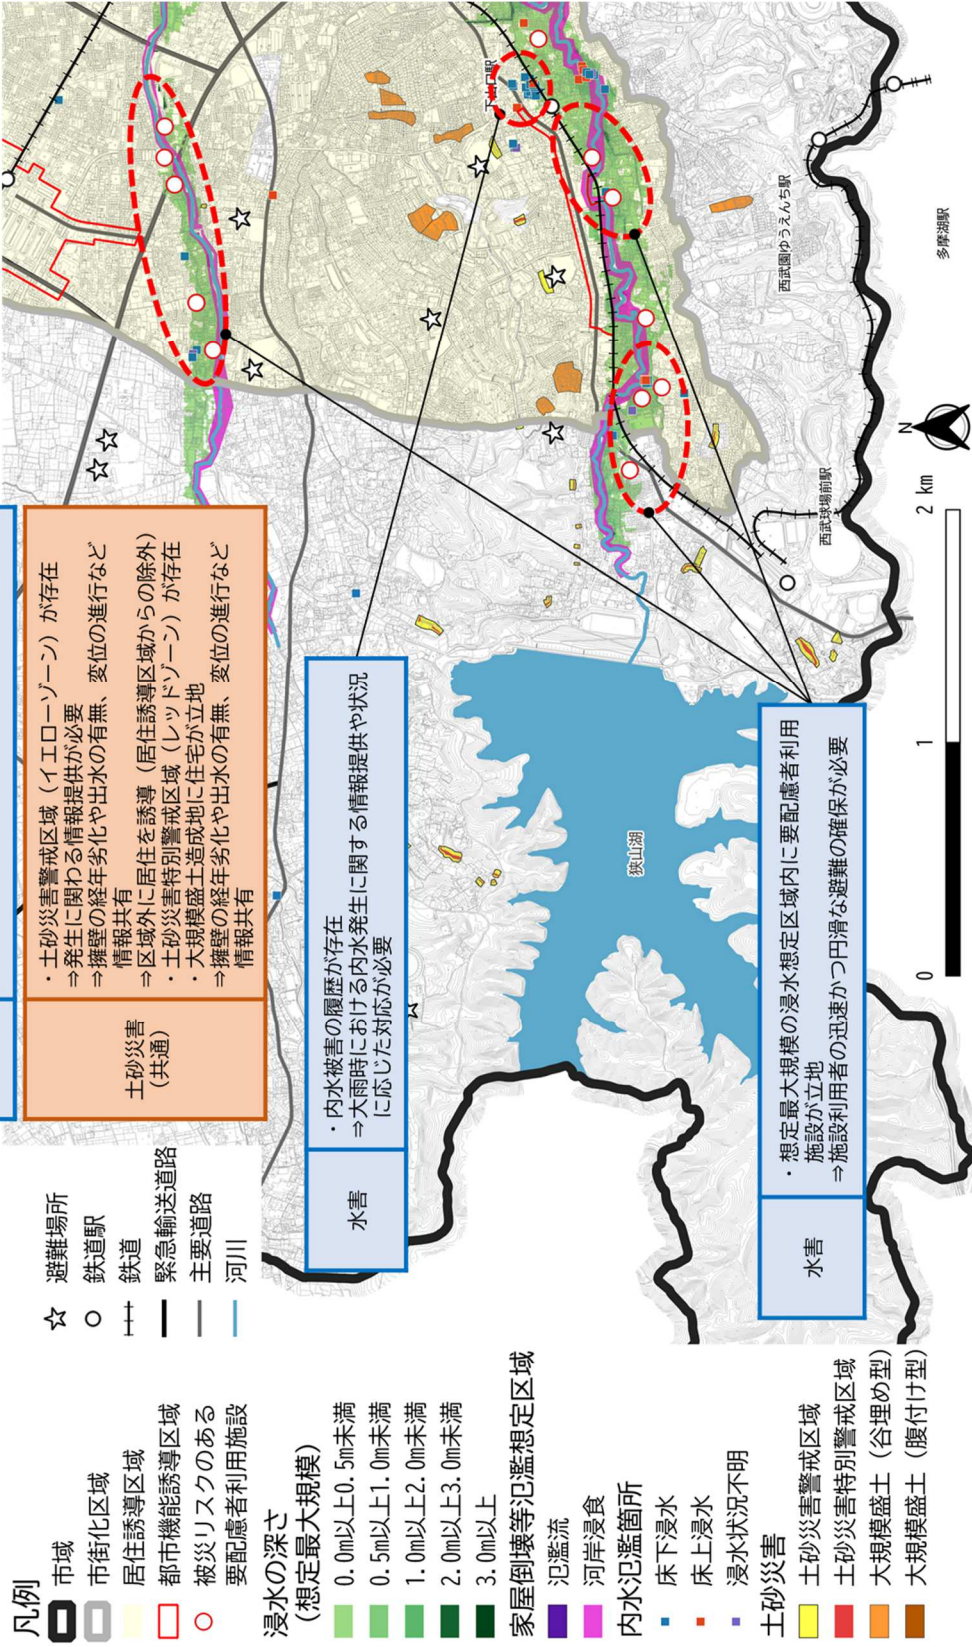 凡例
市域
市街化区域
居住誘導区域
都市機能誘導区域
被災リスクのある
要配慮者利用施設
浸水の深さ
（想定最大規模）
0.0m以上0.5m未満
0.5m以上1.0m未満
1.0m以上2.0m未満
2.0m以上3.0m未満
3.0m以上
家屋倒壊等氾濫想定区域
氾濫流
河岸浸食
内水氾濫箇所
床下浸水
床上浸水
浸水状況不明
土砂災害
土砂災害警戒区域
土砂災害特別警戒区域
大規模盛土（谷埋め型）
大規模盛土（腹付け型）
避難場所
鉄道駅
鉄道
緊急輸送道路
主要道路
河川
土砂災害
（共通）
・土砂災害警戒区域（イエローゾーン）が存在
⇒発生に関わる情報提供が必要
⇒擁壁の経年劣化や出水の有無、変位の進行など
情報共有
⇒区域外に居住を誘導（居住誘導区域からの除外）
・土砂災害特別警戒区域（レッドゾーン）が存在
・大規模盛土造成地に住宅が立地
⇒擁壁の経年劣化や出水の有無、変位の進行など
情報共有
水害
・内水被害の履歴が存在
⇒大雨時における内水発生に関する情報提供や状況
に応じた対応が必要
水害
・想定最大規模の浸水想定区域内に要配慮者利用
施設が立地
⇒施設利用者の迅速かつ円滑な避難の確保が必要
狭山湖
下山口駅
西武園ゆうえんち駅
西武球場前駅
多摩湖駅
N
0
1
2 km